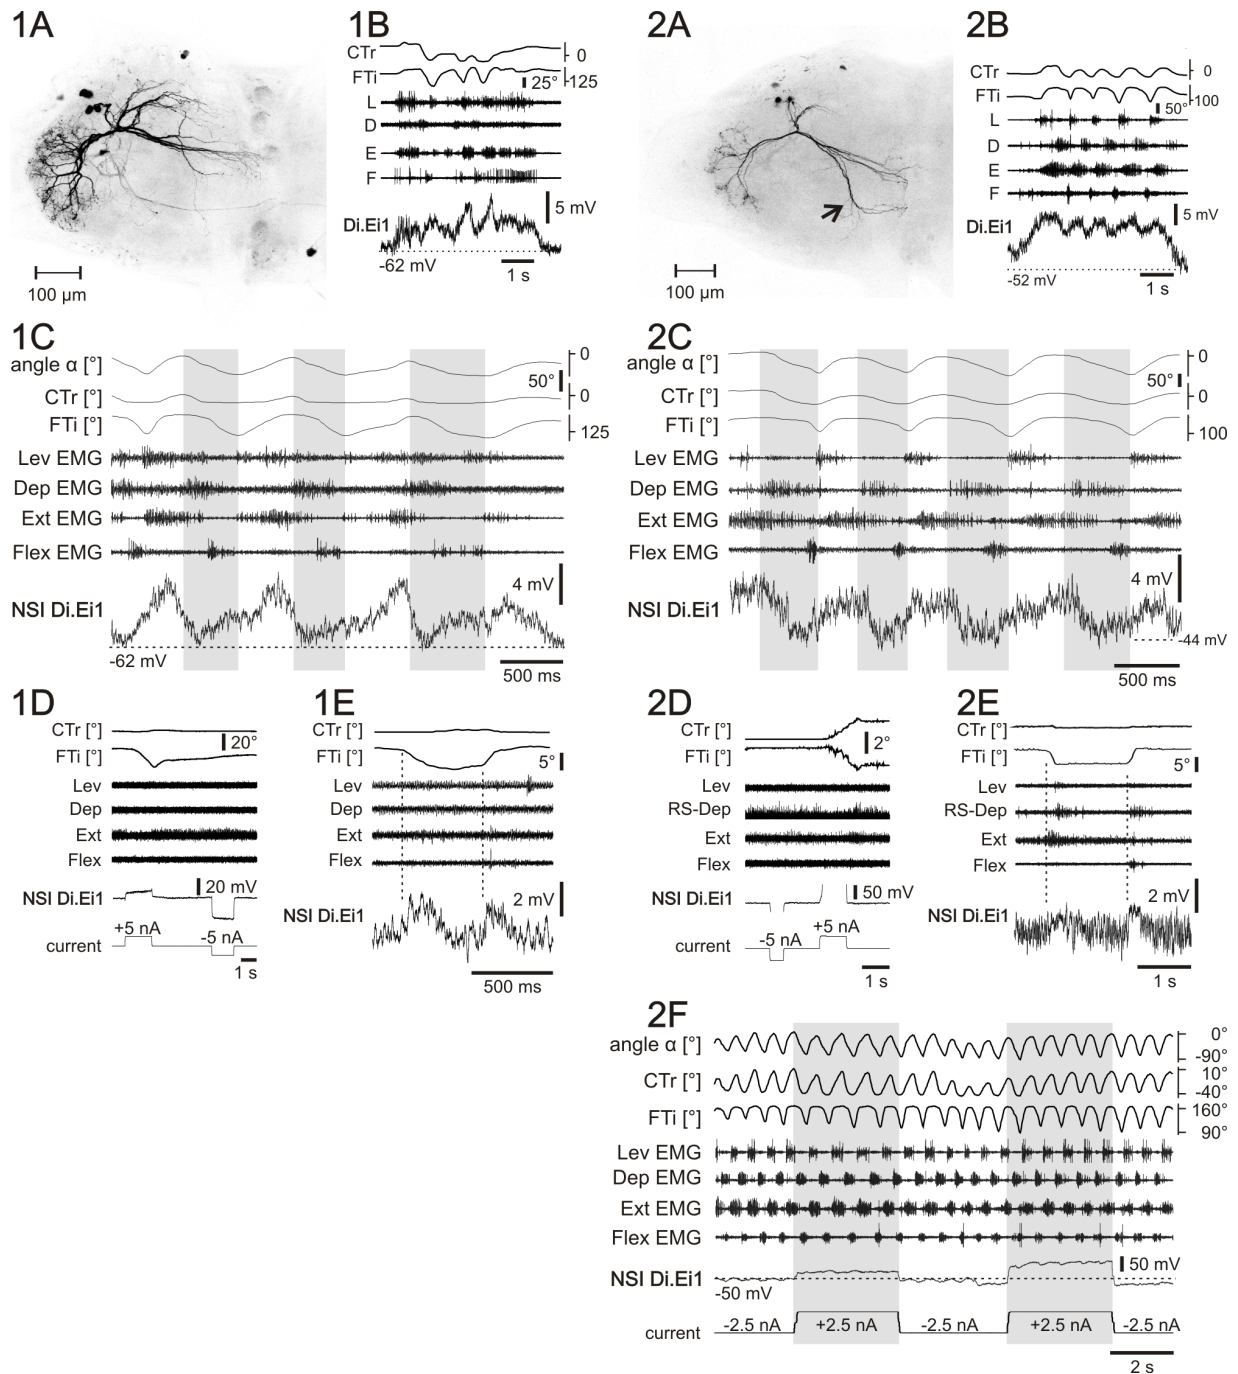 1A
100 µm
1B
CTr
0
FTi
25°
125
L
D
E
F
5 mV
Di.Ei1
-62 mV
1 s
2A
100 µm
2B
CTr
0
FTi
100
50°
L
D
E
F
5 mV
Di.Ei1
-52 mV
1 s
1C
angle α [°]
0
50°
CTr [°]
0
FTi [°]
125
Lev EMG
Dep EMG
Ext EMG
Flex EMG
4 mV
NSI Di.Ei1
-62 mV
500 ms
2C
angle α [°]
0
50°
CTr [°]
0
FTi [°]
100
Lev EMG
Dep EMG
Ext EMG
Flex EMG
4 mV
NSI Di.Ei1
-44 mV
500 ms
1D
CTr [°]
20°
FTi [°]
Lev
Dep
Ext
Flex
20 mV
NSI Di.Ei1
+5 nA
-5 nA
current
1 s
1E
CTr [°]
FTi [°]
5°
Lev
Dep
Ext
Flex
2 mV
NSI Di.Ei1
500 ms
2D
CTr [°]
2°
FTi [°]
Lev
RS-Dep
Ext
Flex
50 mV
NSI Di.Ei1
+5 nA
-5 nA
current
1 s
2E
CTr [°]
FTi [°]
5°
Lev
RS-Dep
Ext
Flex
2 mV
NSI Di.Ei1
1 s
2F
angle α [°]
0°
-90°
CTr [°]
10°
-40°
FTi [°]
160°
90°
Lev EMG
Dep EMG
Ext EMG
Flex EMG
50 mV
NSI Di.Ei1
-50 mV
current
-2.5 nA
+2.5 nA
-2.5 nA
+2.5 nA
-2.5 nA
2 s